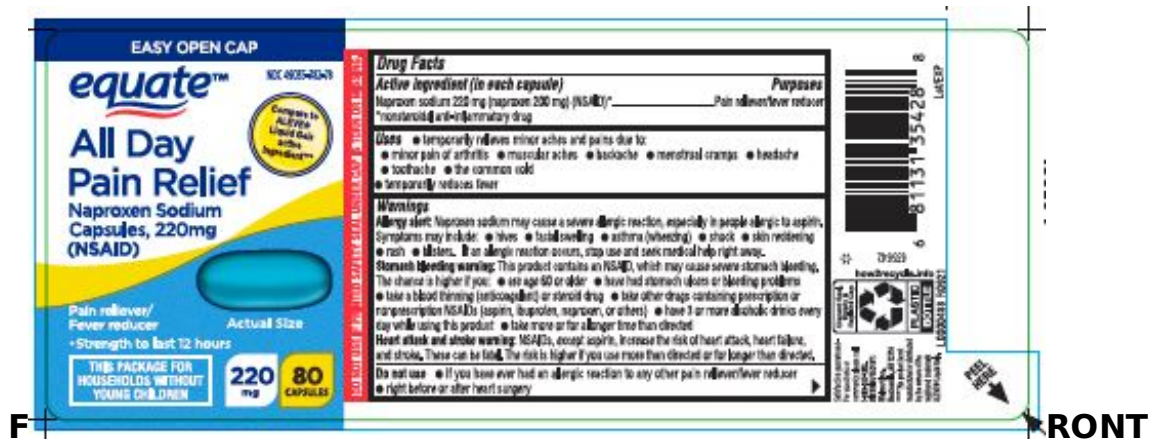 EASY OPEN CAP
equate™
Compare to
ALEVE®
Liquid Gels
active
ingredient***
All Day
Pain Relief
Naproxen Sodium
Capsules, 220mg
(NSAID)
Pain reliever/
Fever reducer
Actual Size
•Strength to last 12 hours
THIS PACKAGE FOR
HOUSEHOLDS WITHOUT
YOUNG CHILDREN
220
mg
80
CAPSULES
Drug Facts
Active ingredient (in each capsule) Purposes
Naproxen sodium 220 mg (naproxen 200 mg) (NSAID)* Pain reliever/fever reducer
*nonsteroidal anti-inflammatory drug
Uses ● temporarily relieves minor aches and pains due to:
● minor pain of arthritis ● muscular aches ● backache ● menstrual cramps ● headache
● toothache ● the common cold
● temporarily reduces fever
Warnings
Allergy alert: Naproxen sodium may cause a severe allergic reaction, especially in people allergic to aspirin.
Symptoms may include: ● hives ● facial swelling ● asthma (wheezing) ● shock ● skin reddening
● rash ● blisters. If an allergic reaction occurs, stop use and seek medical help right away.
Stomach bleeding warning: This product contains an NSAID, which may cause severe stomach bleeding.
The chance is higher if you: ● are age 60 or older ● have had stomach ulcers or bleeding problems
● take a blood thinning (anticoagulant) or steroid drug ● take other drugs containing prescription or
nonprescription NSAIDs (aspirin, ibuprofen, naproxen, or others) ● have 3 or more alcoholic drinks every
day while using this product ● take more or for a longer time than directed
Heart attack and stroke warning: NSAIDs, except aspirin, increase the risk of heart attack, heart failure,
and stroke. These can be fatal. The risk is higher if you use more than directed or for longer than directed.
Do not use ● if you have ever had an allergic reaction to any other pain reliever/fever reducer
● right before or after heart surgery
6 81131 35428 8
Lot/EXP
how2recycle.info
PLASTIC
BOTTLE
PEEL
HERE
F
RONT